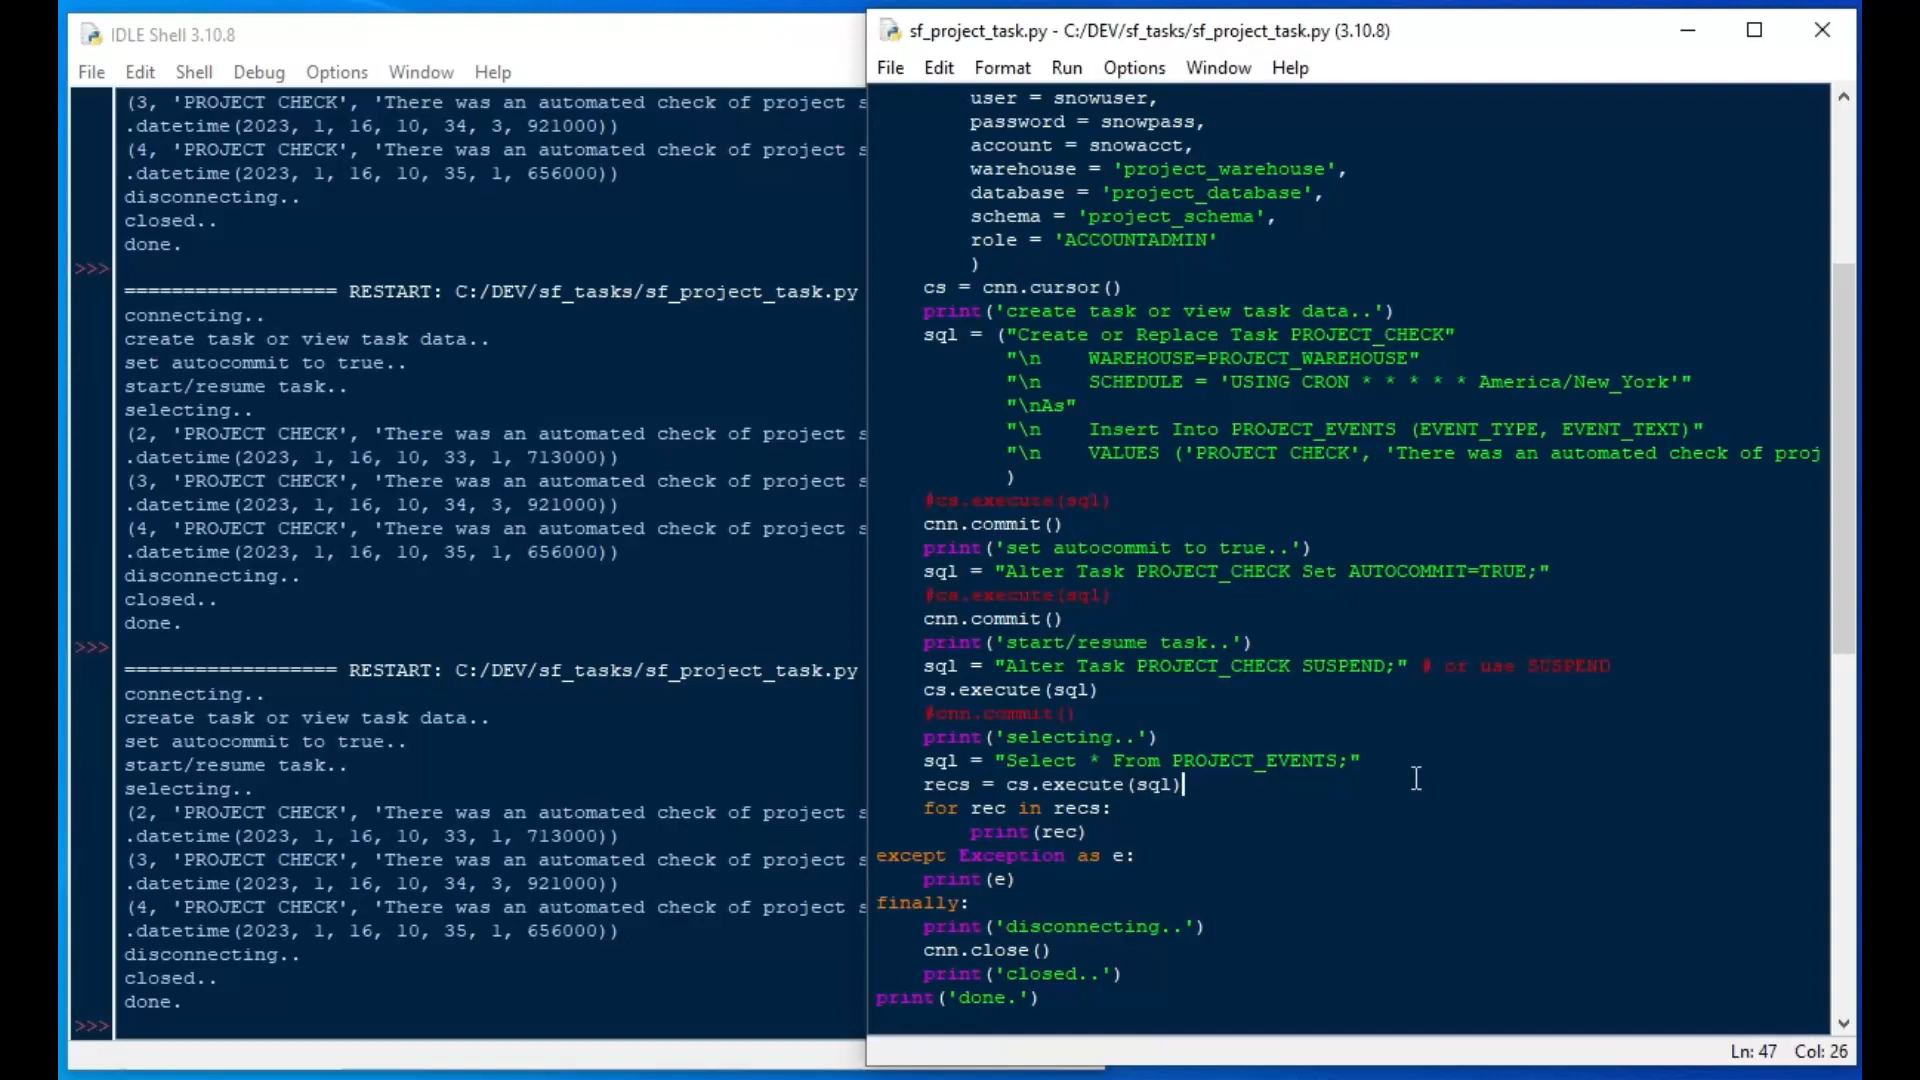 IDLE Shell 3.10.8
File Edit Shell Debug Options Window Help
(3, 'PROJECT CHECK', 'There was an automated check of project s
.datetime(2023, 1, 16, 10, 34, 3, 921000))
(4, 'PROJECT CHECK', 'There was an automated check of project s
.datetime(2023, 1, 16, 10, 35, 1, 656000))
disconnecting..
closed..
done.
>>>
================== RESTART: C:/DEV/sf_tasks/sf_project_task.py
connecting..
create task or view task data..
set autocommit to true..
start/resume task..
selecting..
(2, 'PROJECT CHECK', 'There was an automated check of project s
.datetime(2023, 1, 16, 10, 33, 1, 713000))
(3, 'PROJECT CHECK', 'There was an automated check of project s
.datetime(2023, 1, 16, 10, 34, 3, 921000))
(4, 'PROJECT CHECK', 'There was an automated check of project s
.datetime(2023, 1, 16, 10, 35, 1, 656000))
disconnecting..
closed..
done.
>>>
================== RESTART: C:/DEV/sf_tasks/sf_project_task.py
connecting..
create task or view task data..
set autocommit to true..
start/resume task..
selecting..
(2, 'PROJECT CHECK', 'There was an automated check of project s
.datetime(2023, 1, 16, 10, 33, 1, 713000))
(3, 'PROJECT CHECK', 'There was an automated check of project s
.datetime(2023, 1, 16, 10, 34, 3, 921000))
(4, 'PROJECT CHECK', 'There was an automated check of project s
.datetime(2023, 1, 16, 10, 35, 1, 656000))
disconnecting..
closed..
done.
>>>
sf_project_task.py - C:/DEV/sf_tasks/sf_project_task.py (3.10.8)
File Edit Format Run Options Window Help
user = snowuser,
password = snowpass,
account = snowacct,
warehouse = 'project_warehouse',
database = 'project_database',
schema = 'project_schema',
role = 'ACCOUNTADMIN'
)
cs = cnn.cursor()
print('create task or view task data..')
sql = ("Create or Replace Task PROJECT_CHECK"
"\n    WAREHOUSE=PROJECT_WAREHOUSE"
"\n    SCHEDULE = 'USING CRON * * * * * America/New_York'"
"\nAs"
"\n    Insert Into PROJECT_EVENTS (EVENT_TYPE, EVENT_TEXT)"
"\n    VALUES ('PROJECT CHECK', 'There was an automated check of proj
)
#cs.execute(sql)
cnn.commit()
print('set autocommit to true..')
sql = "Alter Task PROJECT_CHECK Set AUTOCOMMIT=TRUE;"
#cs.execute(sql)
cnn.commit()
print('start/resume task..')
sql = "Alter Task PROJECT_CHECK SUSPEND;" # or use SUSPEND
cs.execute(sql)
#cnn.commit()
print('selecting..')
sql = "Select * From PROJECT_EVENTS;"
recs = cs.execute(sql)
for rec in recs:
print(rec)
except Exception as e:
print(e)
finally:
print('disconnecting..')
cnn.close()
print('closed..')
print('done.')
Ln: 47 Col: 26